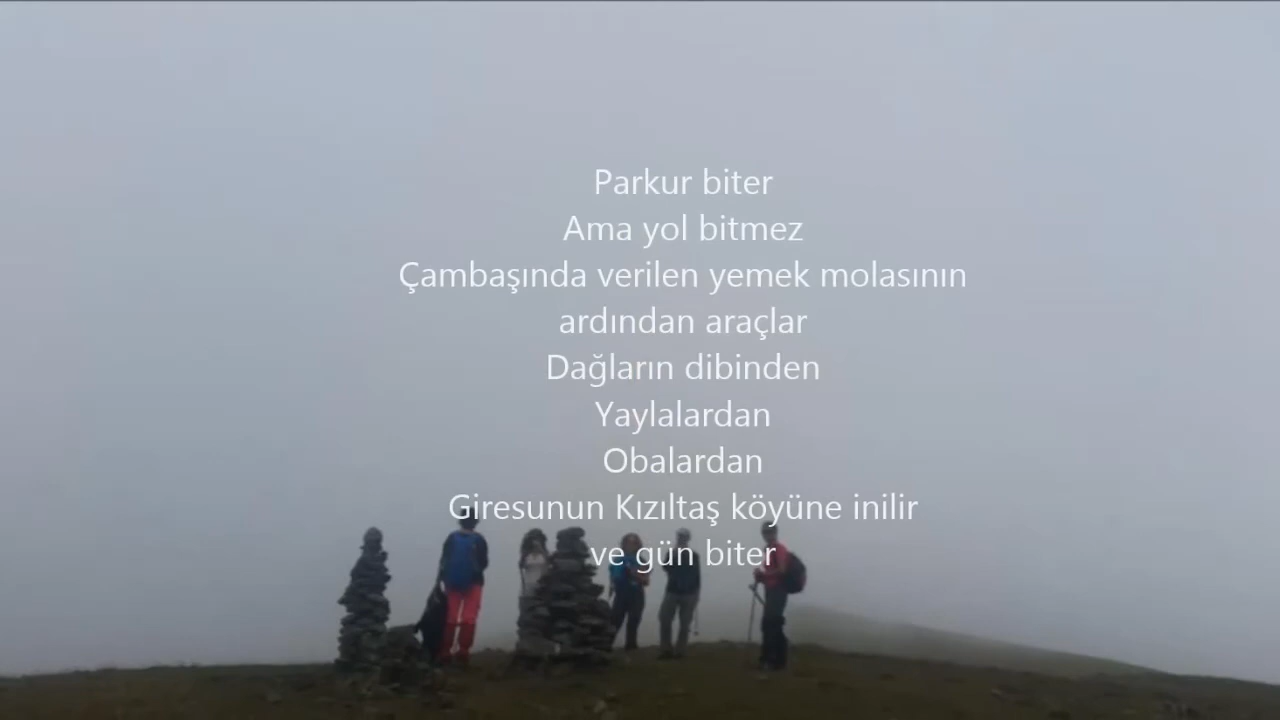 Parkur biter
Ama yol bitmez
Çambaşında verilen yemek molasının
ardından araçlar
Dağların dibinden
Yaylalardan
Obalardan
Giresunun Kızıltaş köyüne inilir
ve gün biter